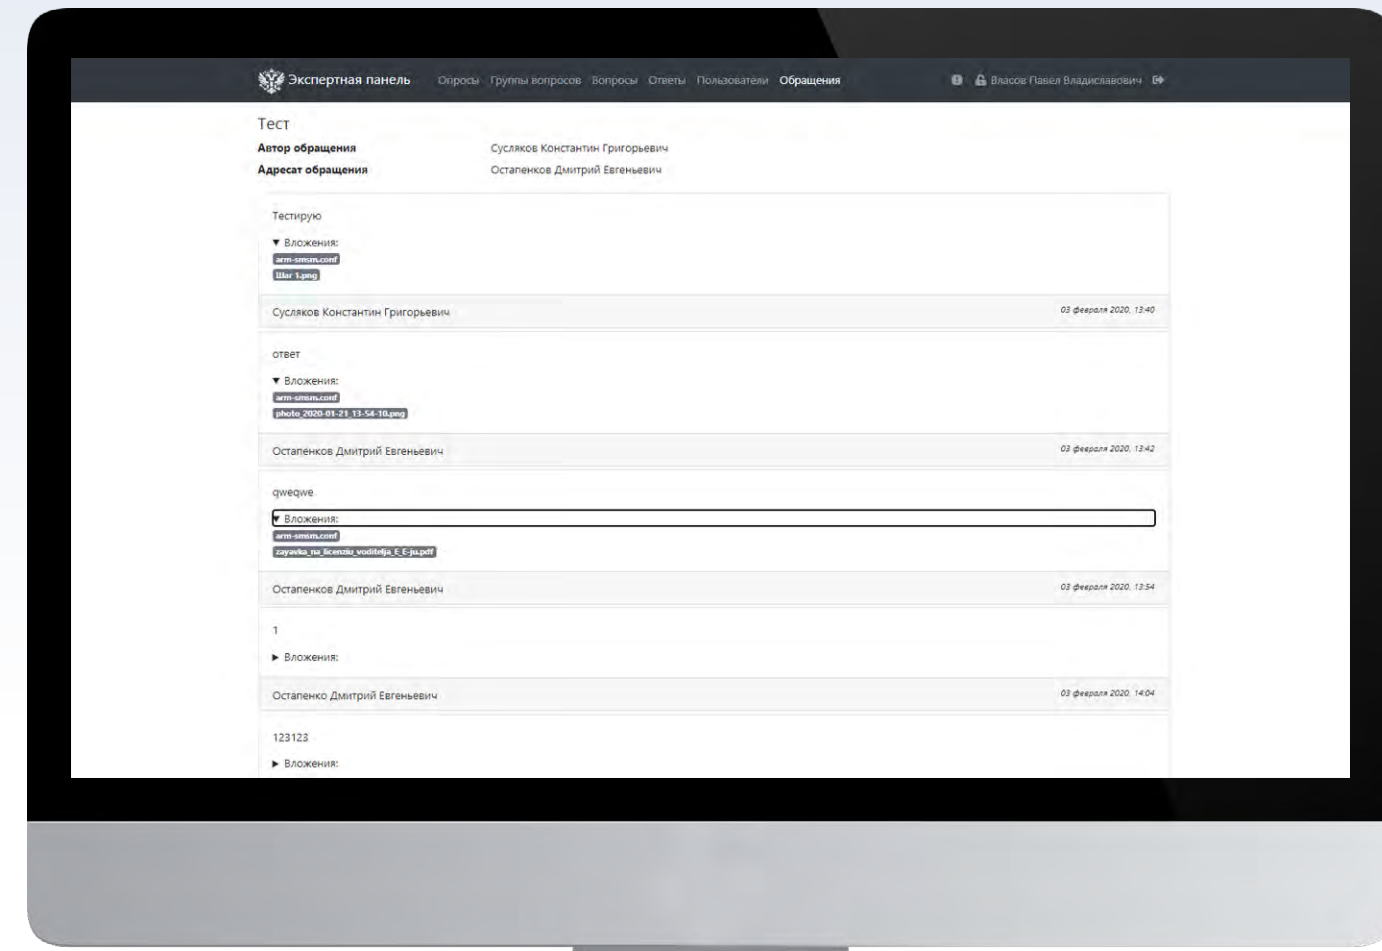 Экспертная панель Опросы Группы вопросов Вопросы Ответы Пользователи Обращения Власов Павел Владиславович
Тест
Автор обращения Сусляков Константин Григорьевич
Адресат обращения Остапенков Дмитрий Евгеньевич
Тестирую
▼ Вложения:
arm-smsm.conf
Шаг 1.png
Сусляков Константин Григорьевич 03 февраля 2020, 13:40
ответ
▼ Вложения:
arm-smsm.conf
photo_2020-01-21_13-54-10.png
Остапенков Дмитрий Евгеньевич 03 февраля 2020, 13:42
qweqwe
▼ Вложения:
arm-smsm.conf
zayavka_na_licenziu_voditelja_E_E-ju.pdf
Остапенков Дмитрий Евгеньевич 03 февраля 2020, 13:54
1
► Вложения:
Остапенко Дмитрий Евгеньевич 03 февраля 2020, 14:04
123123
► Вложения: